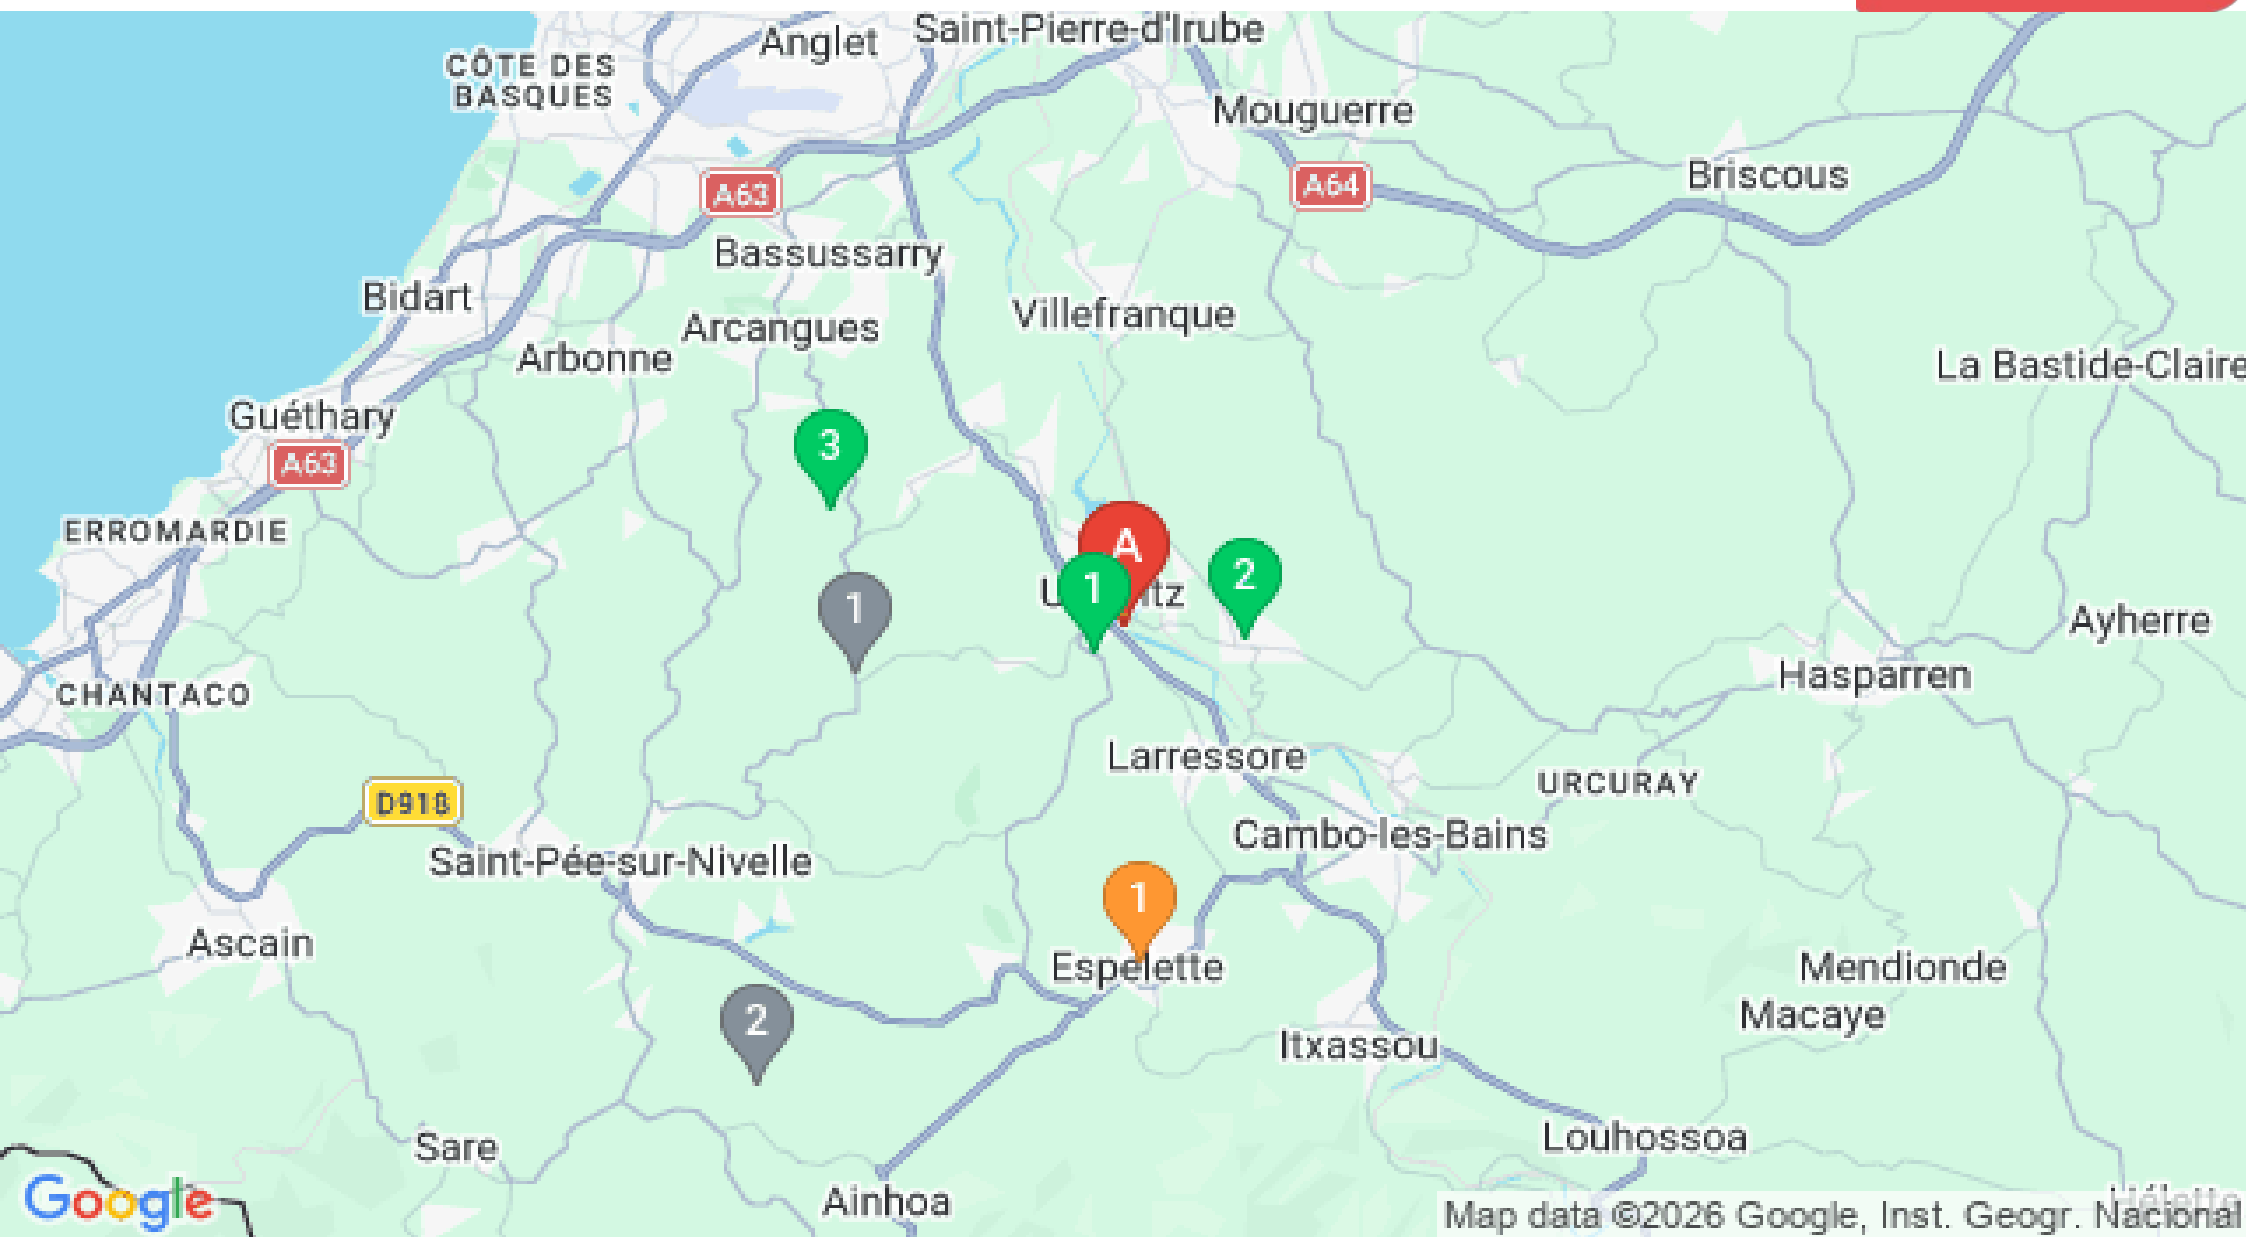 Saint-Pierre-d'Irube
Anglet
CÔTE DES
BASQUES
Mouguerre
Briscous
A63
A64
Bassussarry
Bidart
Villefranque
Arcangues
Arbonne
La Bastide-Claire
Guéthary
3
A63
ERROMARDIE
A
2
1
1
Ayherre
Hasparren
CHANTACO
Larressore
URCURAY
D918
Cambo-les-Bains
Saint-Pée-sur-Nivelle
1
Ascain
Espelette
Mendionde
2
Macaye
Itxassou
Sare
Louhossoa
Google
Ainhoa
Map data ©2026 Google, Inst. Geogr. Nacional